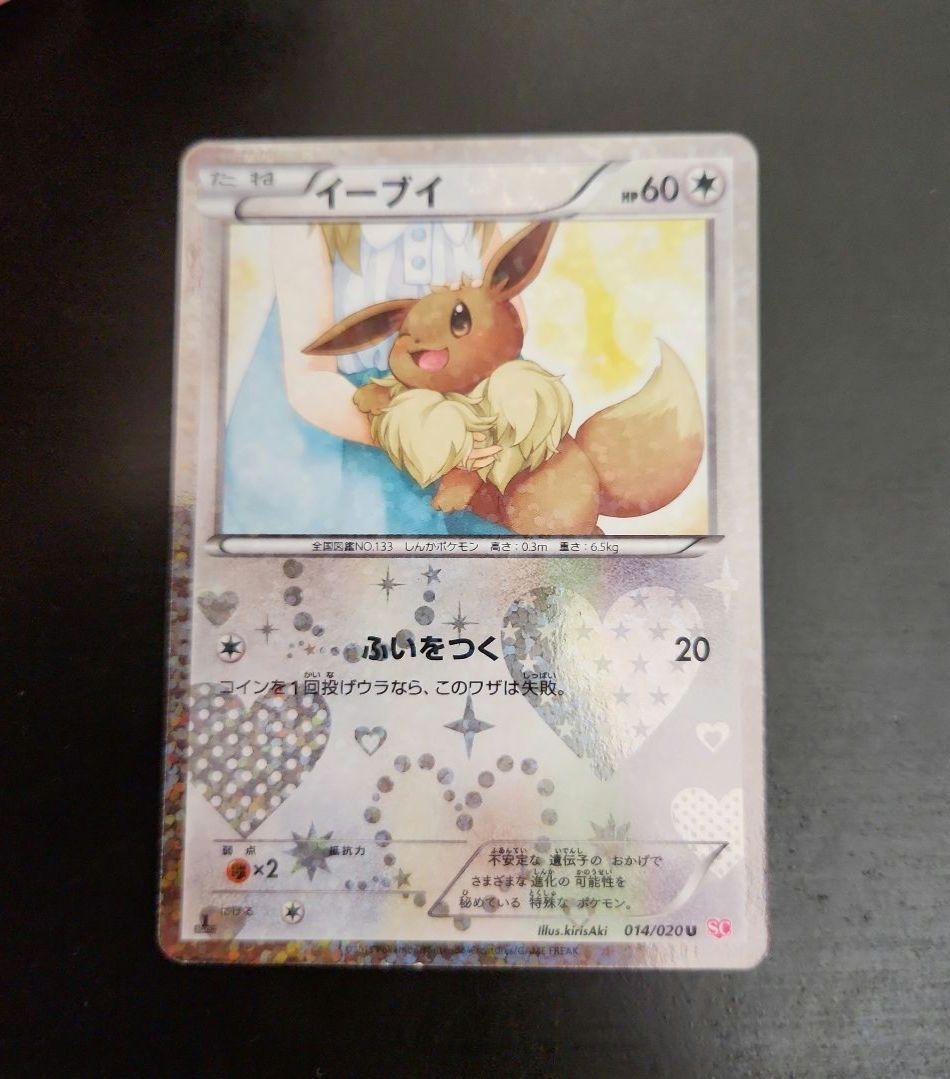 たね イーブイ HP60
全国図鑑NO.133 しんかポケモン 高さ:0.3m 重さ:6.5kg
ふいをつく 20
コインを1回投げウラなら、このワザは失敗。
弱点 抵抗力
×2
にげる
不安定な 遺伝子の おかげで
さまざまな 進化の 可能性を
秘めている 特殊な ポケモン。
Illus.kirisAki 014/020 U SC
GAME FREAK